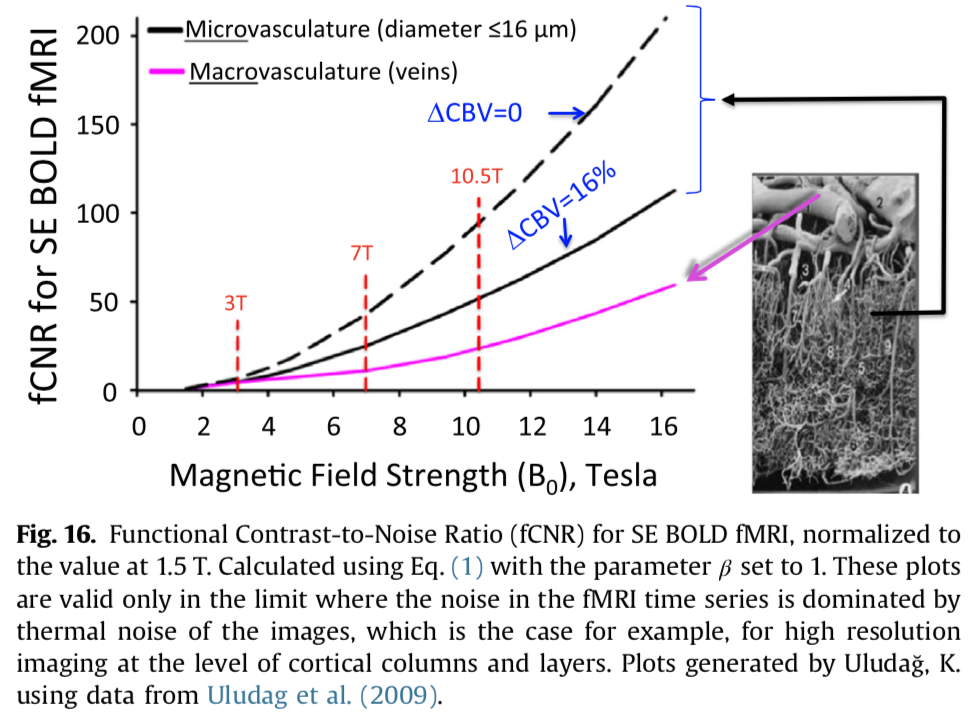 fCNR for SE BOLD fMRI
200
150
100
50
0
Microvasculature (diameter ≤16 μm)
Macrovasculature (veins)
ΔCBV=0
ΔCBV=16%
10.5T
7T
3T
0 2 4 6 8 10 12 14 16
Magnetic Field Strength (B₀), Tesla
2
3
8
5
9
6
Fig. 16. Functional Contrast-to-Noise Ratio (fCNR) for SE BOLD fMRI, normalized to
the value at 1.5 T. Calculated using Eq. (1) with the parameter β set to 1. These plots
are valid only in the limit where the noise in the fMRI time series is dominated by
thermal noise of the images, which is the case for example, for high resolution
imaging at the level of cortical columns and layers. Plots generated by Uludağ, K.
using data from Uludag et al. (2009).